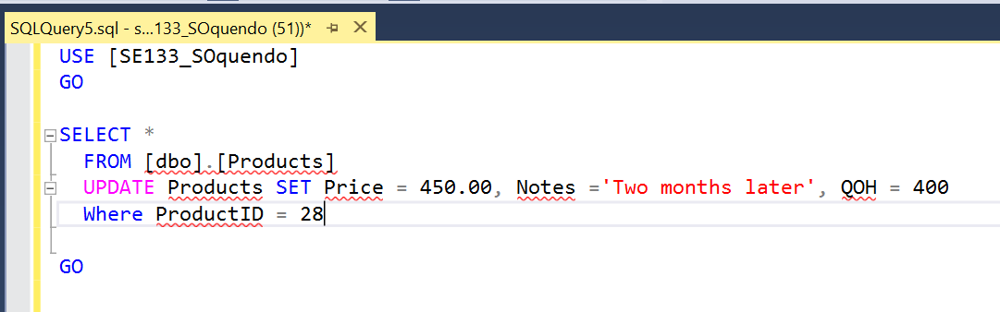 SQLQuery5.sql - s...133_SOquendo (51))*
USE [SE133_SOquendo]
GO
SELECT *
FROM [dbo].[Products]
UPDATE Products SET Price = 450.00, Notes ='Two months later', QOH = 400
Where ProductID = 28
GO